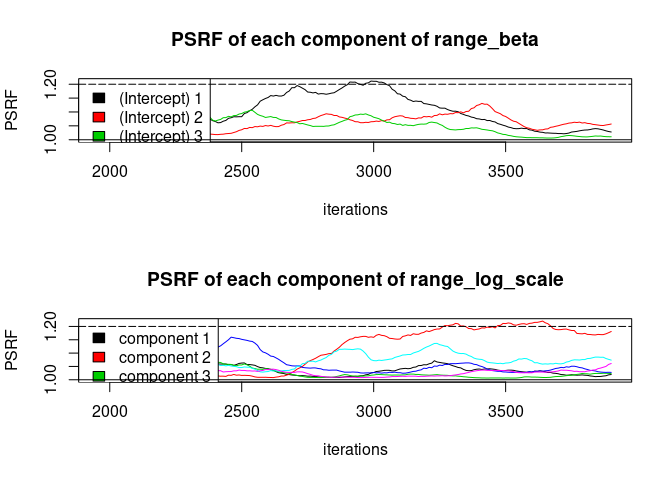 PSRF of each component of range_beta
PSRF
1.00
1.20
(Intercept) 1
(Intercept) 2
(Intercept) 3
2000
2500
3000
3500
iterations
PSRF of each component of range_log_scale
PSRF
1.00
1.20
component 1
component 2
component 3
2000
2500
3000
3500
iterations